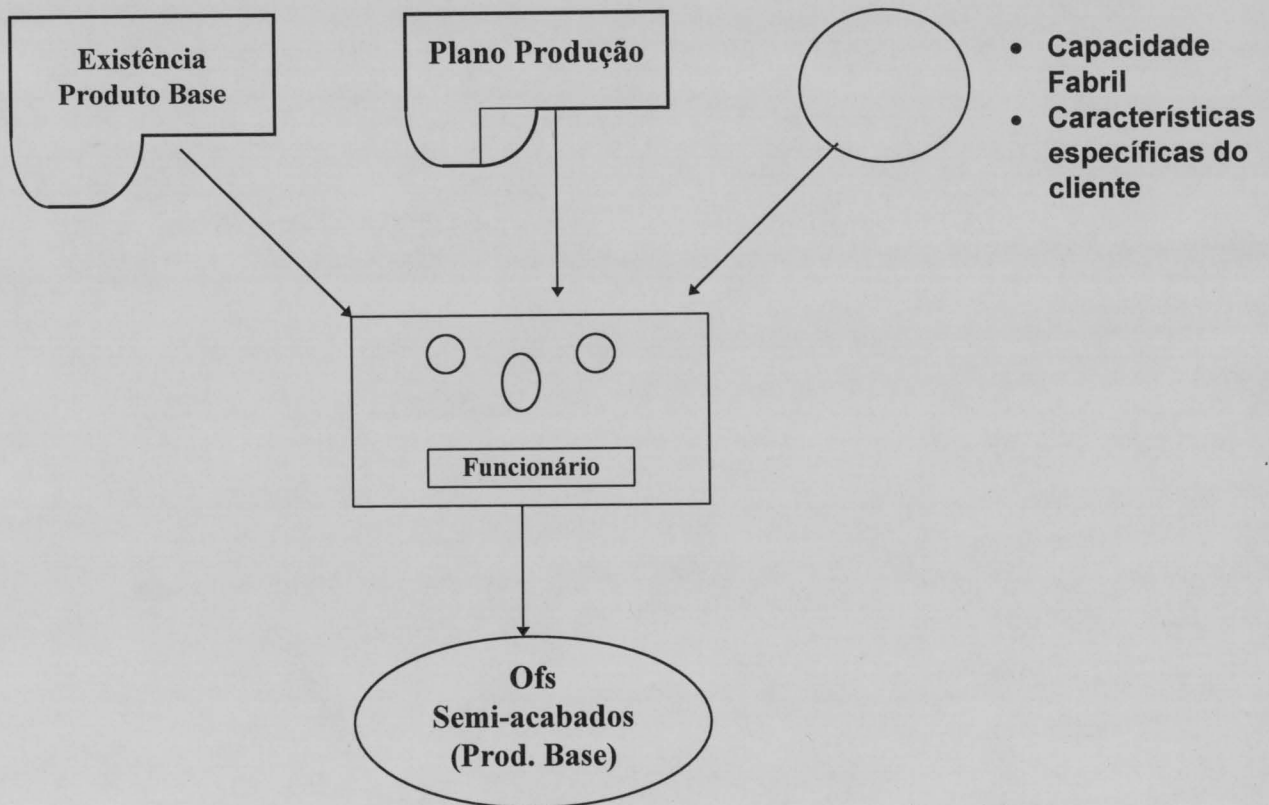 Existência
Produto Base
Plano Produção
• Capacidade
Fabril
• Características
específicas do
cliente
Funcionário
Ofs
Semi-acabados
(Prod. Base)